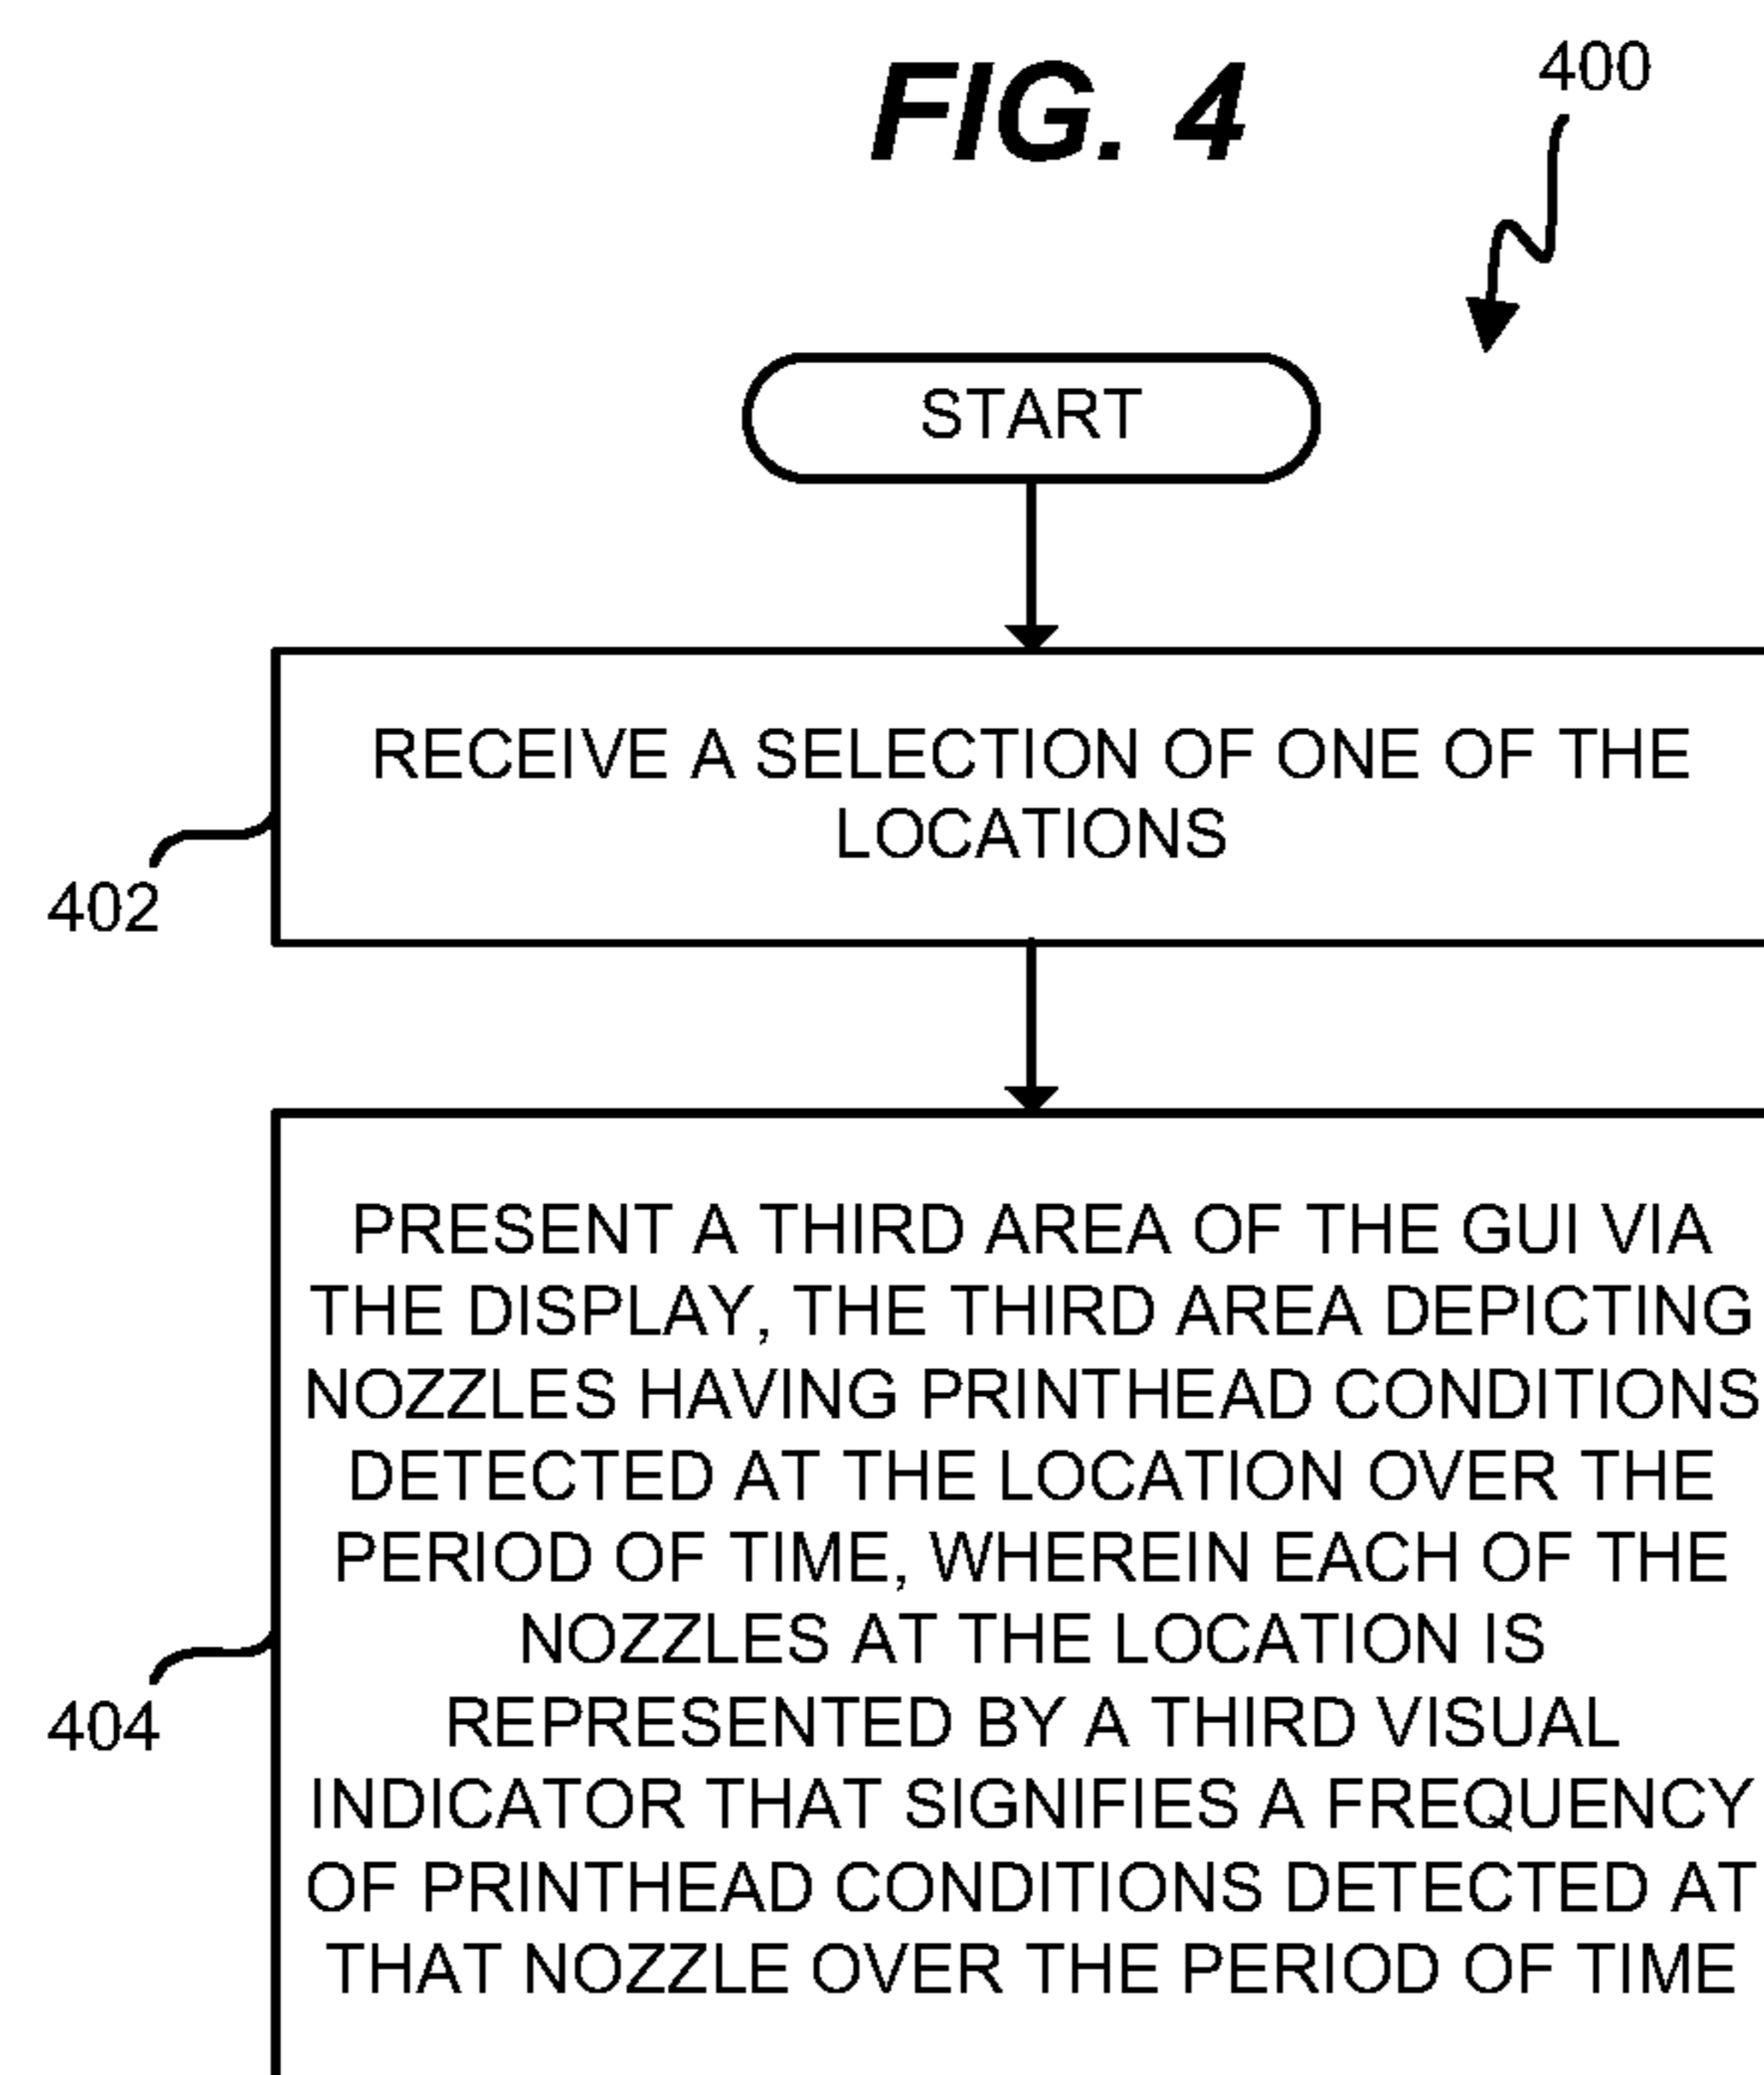 FIG. 4
400
START
RECEIVE A SELECTION OF ONE OF THE
LOCATIONS
402
PRESENT A THIRD AREA OF THE GUI VIA
THE DISPLAY, THE THIRD AREA DEPICTING
NOZZLES HAVING PRINTHEAD CONDITIONS
DETECTED AT THE LOCATION OVER THE
PERIOD OF TIME, WHEREIN EACH OF THE
NOZZLES AT THE LOCATION IS
REPRESENTED BY A THIRD VISUAL
INDICATOR THAT SIGNIFIES A FREQUENCY
OF PRINTHEAD CONDITIONS DETECTED AT
THAT NOZZLE OVER THE PERIOD OF TIME
404